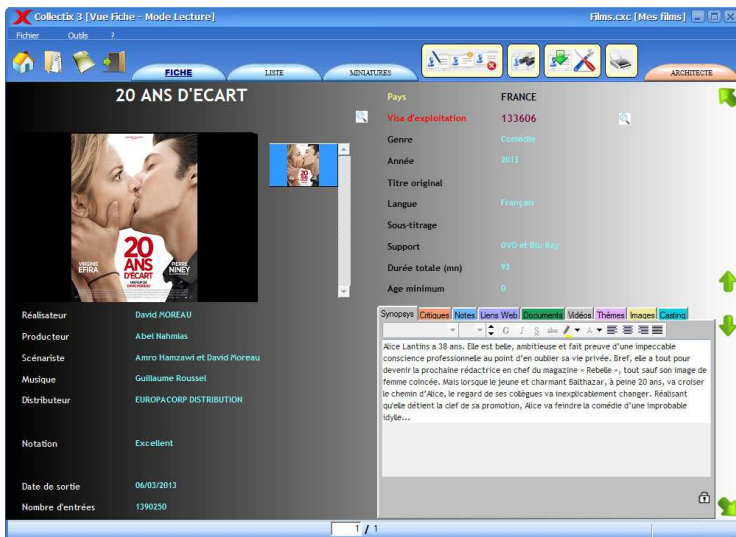 Collectix 3 [Vue Fiche - Mode Lecture]
Films.cxc [Mes films]
Fichier Outils ?
FICHE LISTE MINIATURES ARCHITECTE
20 ANS D'ECART
20
ANS
D'ÉCART
VIRGINIE
EFIRA
PIERRE
NINEY
UN FILM DE
DAVID MOREAU
Réalisateur David MOREAU
Producteur Abel Nahmias
Scénariste Amro Hamzawi et David Moreau
Musique Guillaume Roussel
Distributeur EUROPACORP DISTRIBUTION
Notation Excellent
Date de sortie 06/03/2013
Nombre d'entrées 1390250
Pays FRANCE
Visa d'exploitation 133606
Genre Comédie
Année 2013
Titre original
Langue Français
Sous-titrage
Support DVD et Blu-Ray
Durée totale (mn) 92
Age minimum 0
Synopsys Critiques Notes Liens Web Documents Vidéos Thèmes Images Casting
G I S abc A
Alice Lantins a 38 ans. Elle est belle, ambitieuse et fait preuve d'une impeccable
conscience professionnelle au point d'en oublier sa vie privée. Bref, elle a tout pour
devenir la prochaine rédactrice en chef du magazine « Rebelle », tout sauf son image de
femme coincée. Mais lorsque le jeune et charmant Balthazar, à peine 20 ans, va croiser
le chemin d'Alice, le regard de ses collègues va inexplicablement changer. Réalisant
qu'elle détient la clef de sa promotion, Alice va feindre la comédie d'une improbable
idylle...
1 / 1